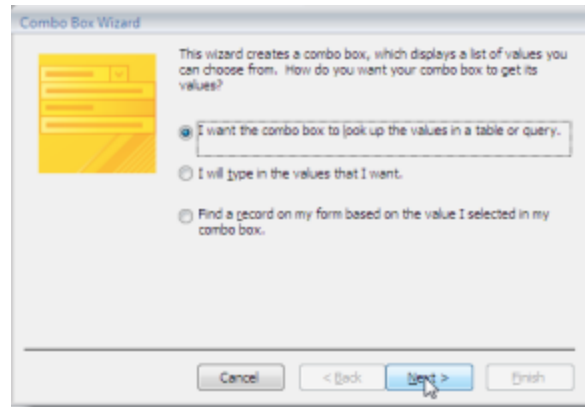 Combo Box Wizard
This wizard creates a combo box, which displays a list of values you
can choose from. How do you want your combo box to get its
values?
I want the combo box to look up the values in a table or query.
I will type in the values that I want.
Find a record on my form based on the value I selected in my
combo box.
Cancel
< Back
Next >
Finish